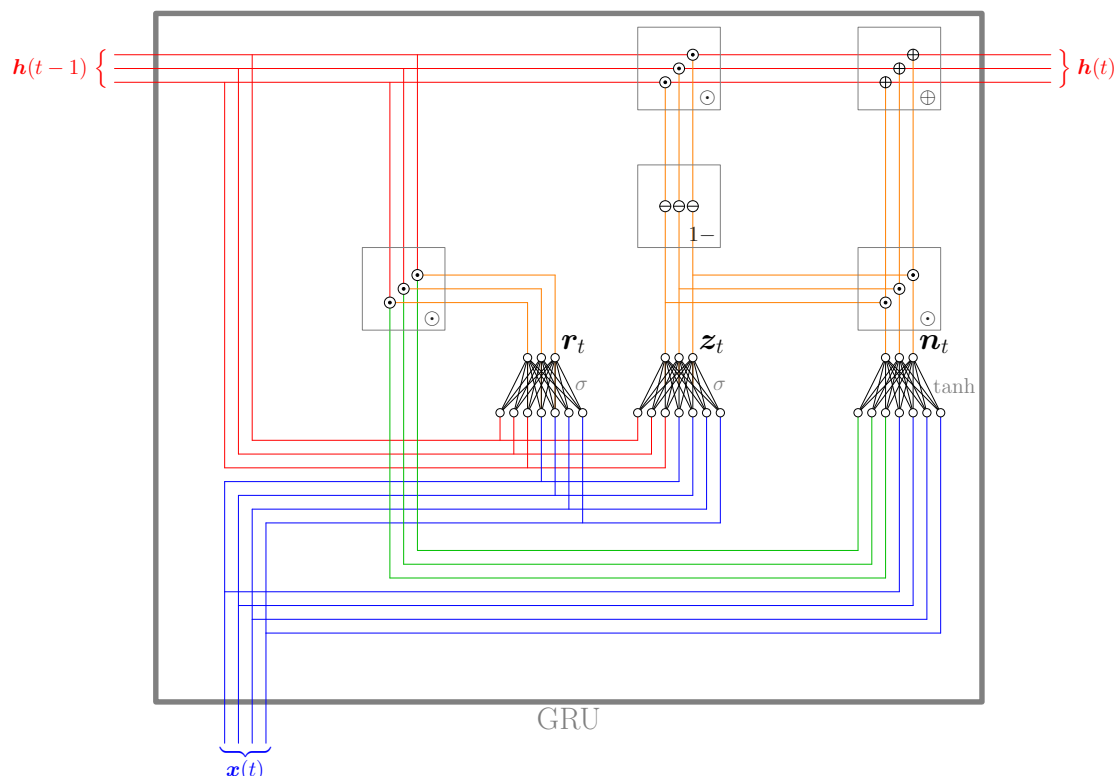 h(t−1)
h(t)
⊙
⊕
1−
⊙
⊙
r_t
z_t
n_t
σ
σ
tanh
GRU
x(t)